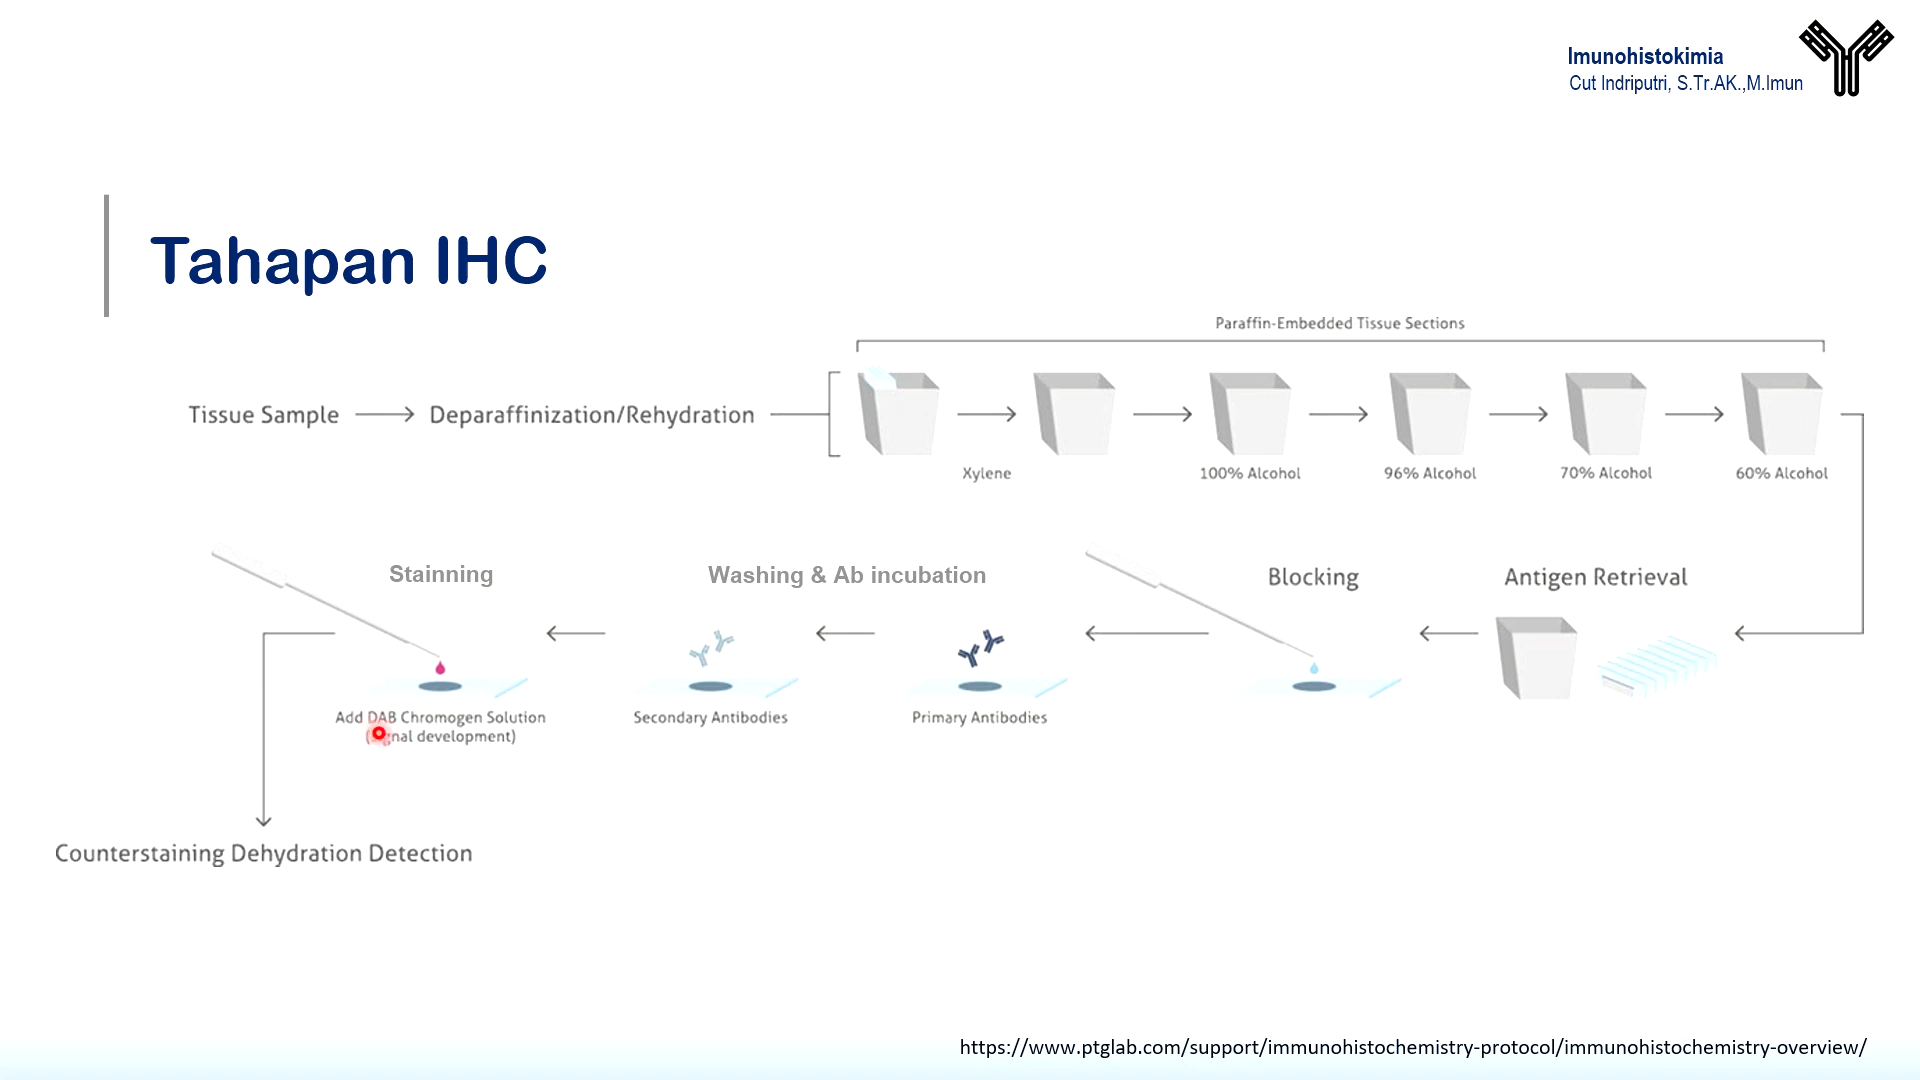 Imunohistokimia
Cut Indriputri, S.Tr.AK.,M.Imun
Tahapan IHC
Paraffin-Embedded Tissue Sections
Tissue Sample
Deparaffinization/Rehydration
Xylene
100% Alcohol
96% Alcohol
70% Alcohol
60% Alcohol
Antigen Retrieval
Blocking
Washing & Ab incubation
Stainning
Primary Antibodies
Secondary Antibodies
Add DAB Chromogen Solution
development)
Counterstaining Dehydration Detection
https://www.ptglab.com/support/immunohistochemistry-protocol/immunohistochemistry-overview/